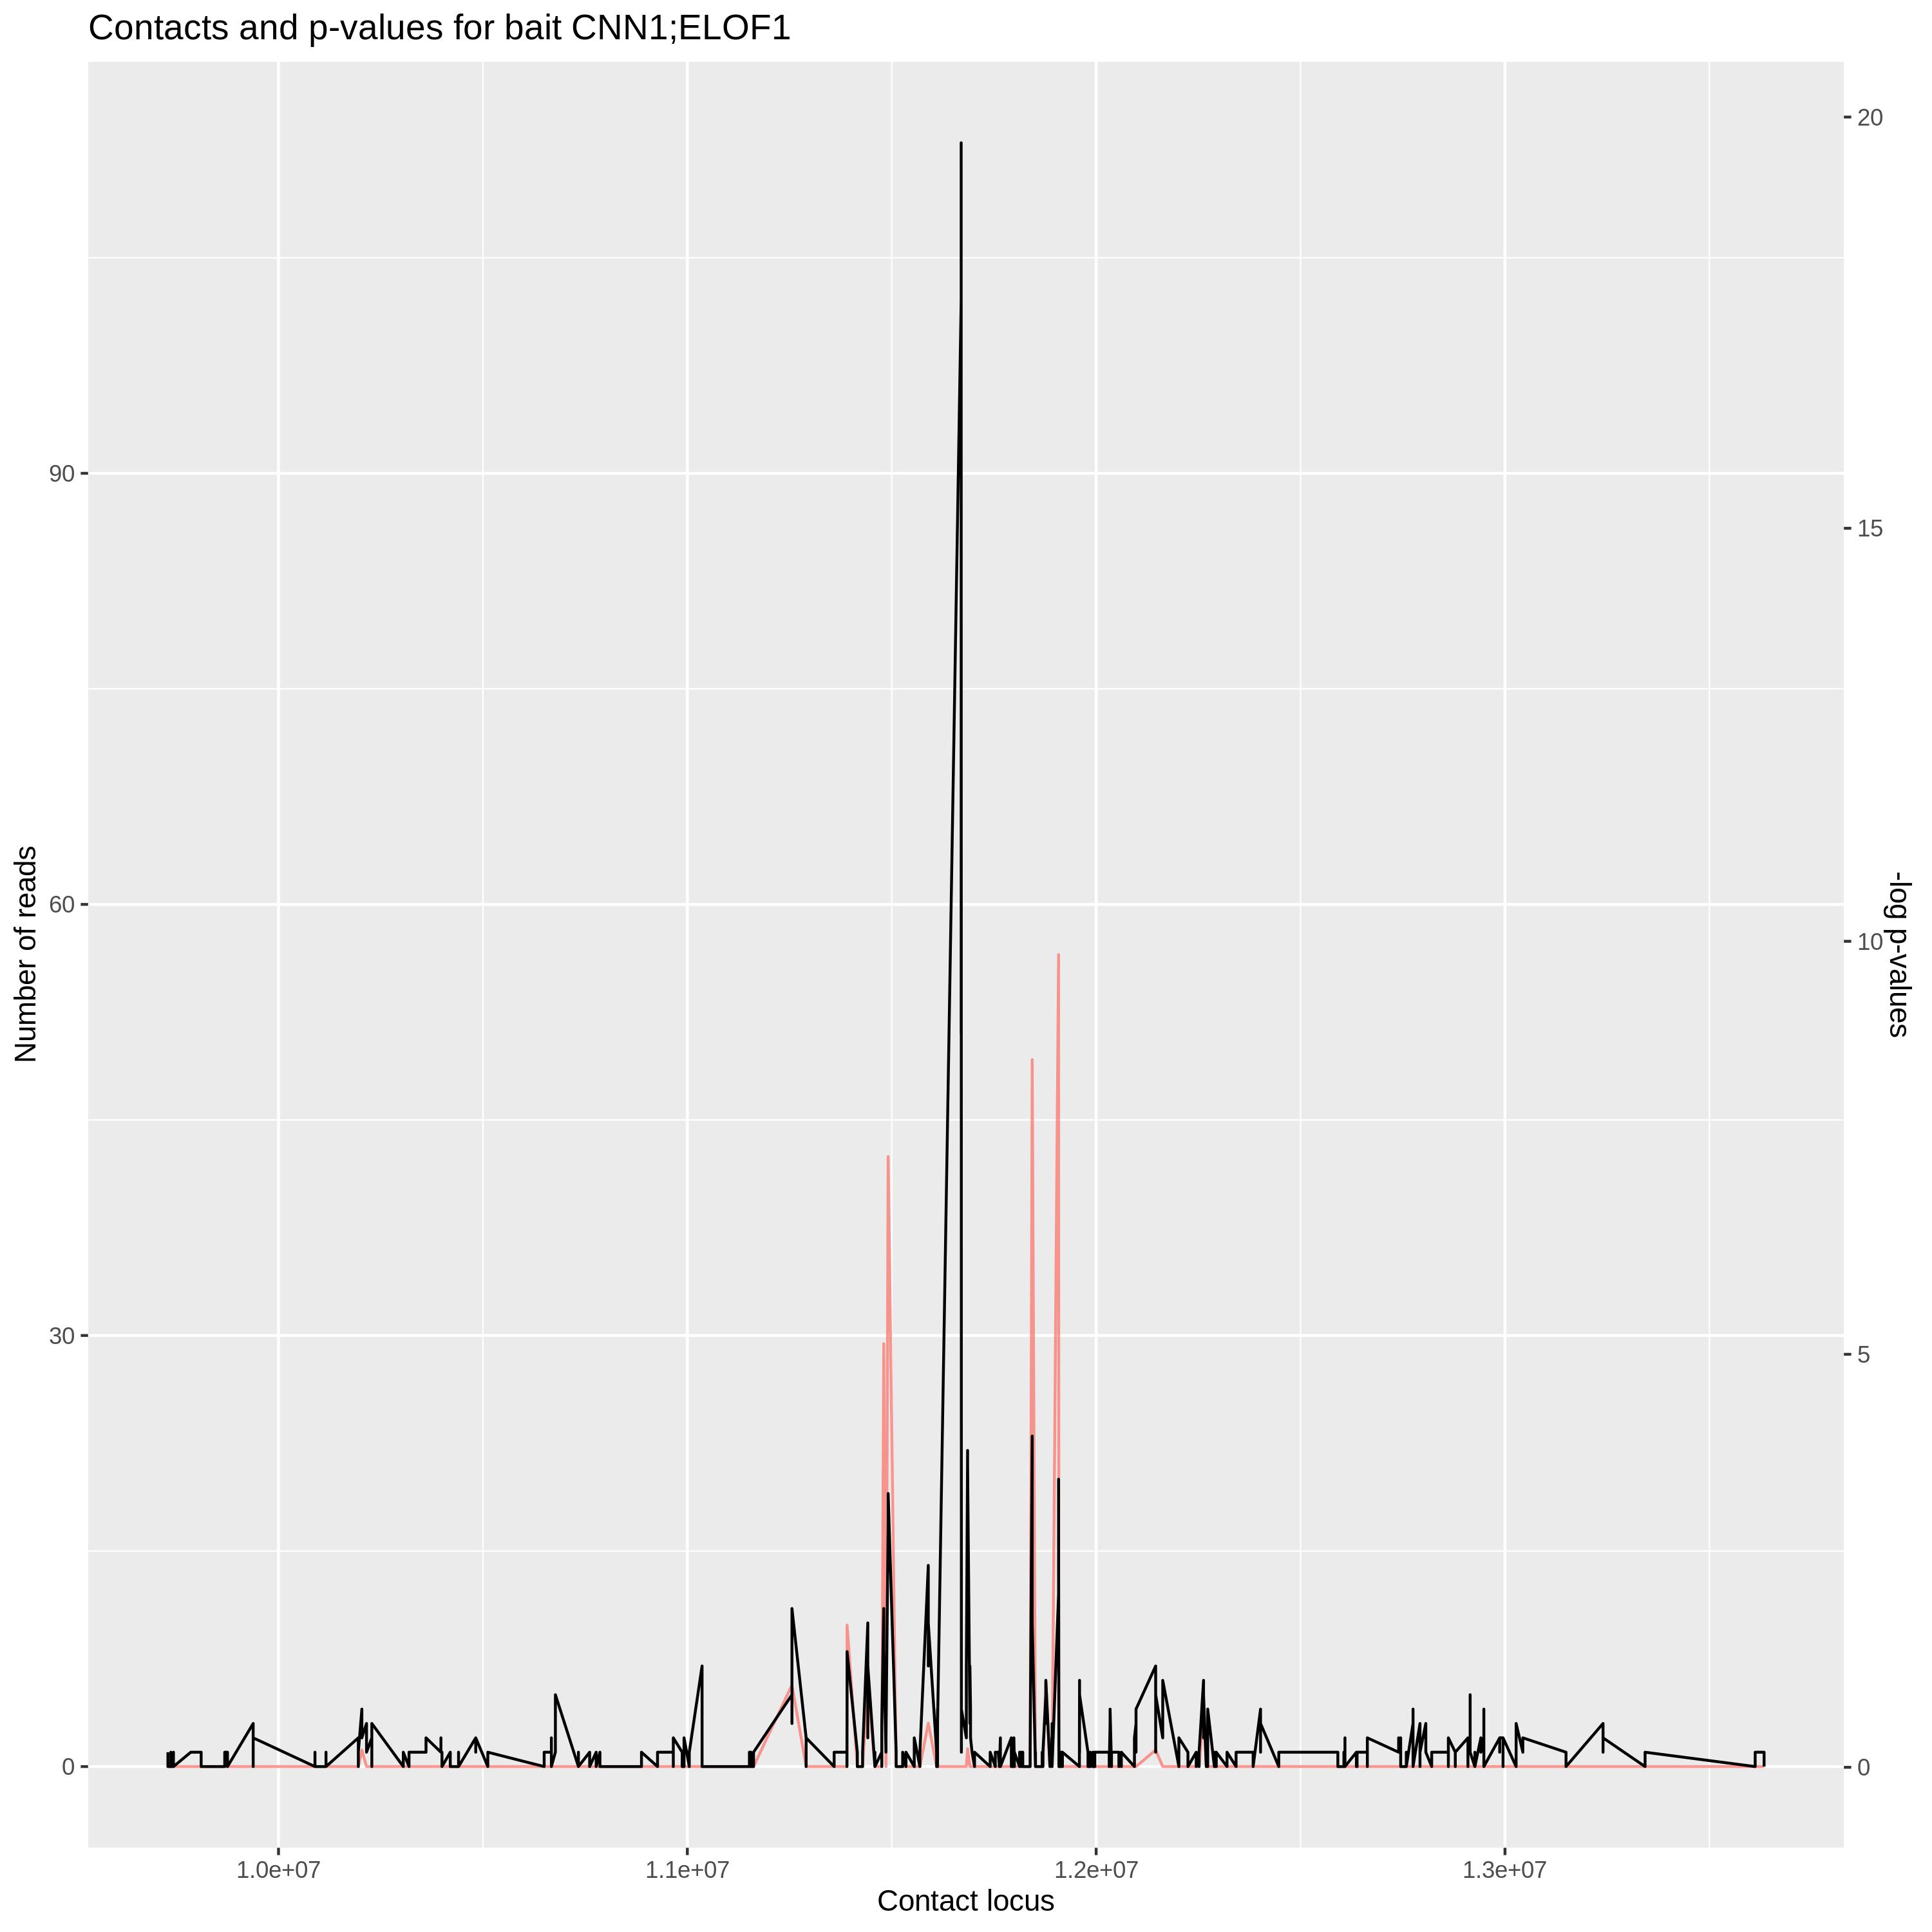 Contacts and p-values for bait CNN1;ELOF1
20
90
15
60
10
30
5
0
0
Number of reads
-log p-values
1.0e+07 1.1e+07 1.2e+07 1.3e+07
Contact locus